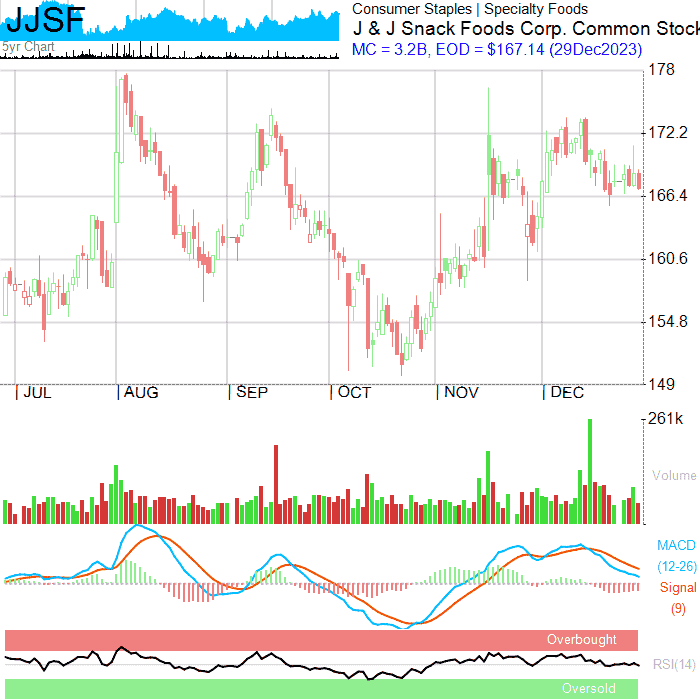 JJSF
5yr Chart
Consumer Staples | Specialty Foods
J & J Snack Foods Corp. Common Stock
MC = 3.2B, EOD = $167.14 (29Dec2023)
178
172.2
166.4
160.6
154.8
149
JUL AUG SEP OCT NOV DEC
261k
Volume
MACD
(12-26)
Signal
(9)
Overbought
RSI(14)
Oversold